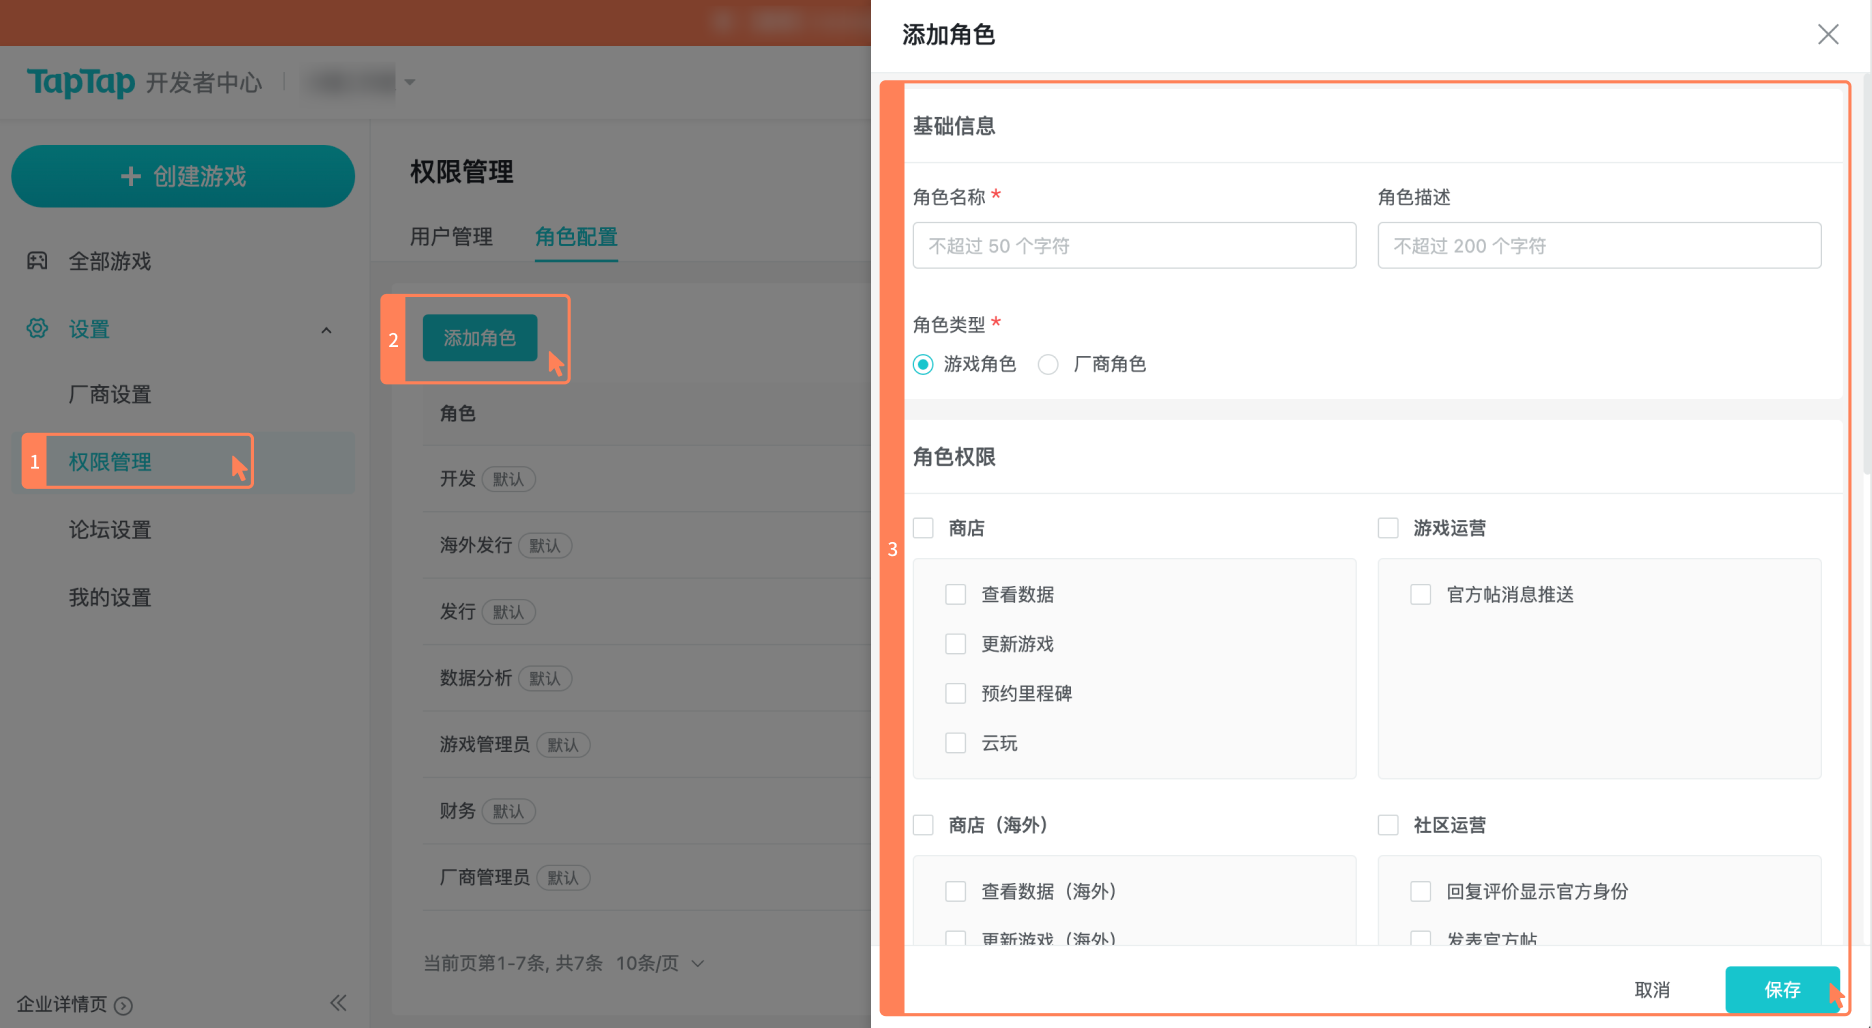 TapTap 开发者中心
+ 创建游戏
全部游戏
设置
厂商设置
1 权限管理
论坛设置
我的设置
企业详情页
权限管理
用户管理 角色配置
2 添加角色
角色
开发 默认
海外发行 默认
发行 默认
数据分析 默认
游戏管理员 默认
财务 默认
厂商管理员 默认
当前页第1-7条, 共7条 10条/页
添加角色
3
基础信息
角色名称 * 角色描述
不超过 50 个字符 不超过 200 个字符
角色类型 *
游戏角色 厂商角色
角色权限
商店 游戏运营
查看数据 官方帖消息推送
更新游戏
预约里程碑
云玩
商店（海外） 社区运营
查看数据（海外） 回复评价显示官方身份
更新游戏（海外） 发表官方帖
取消 保存